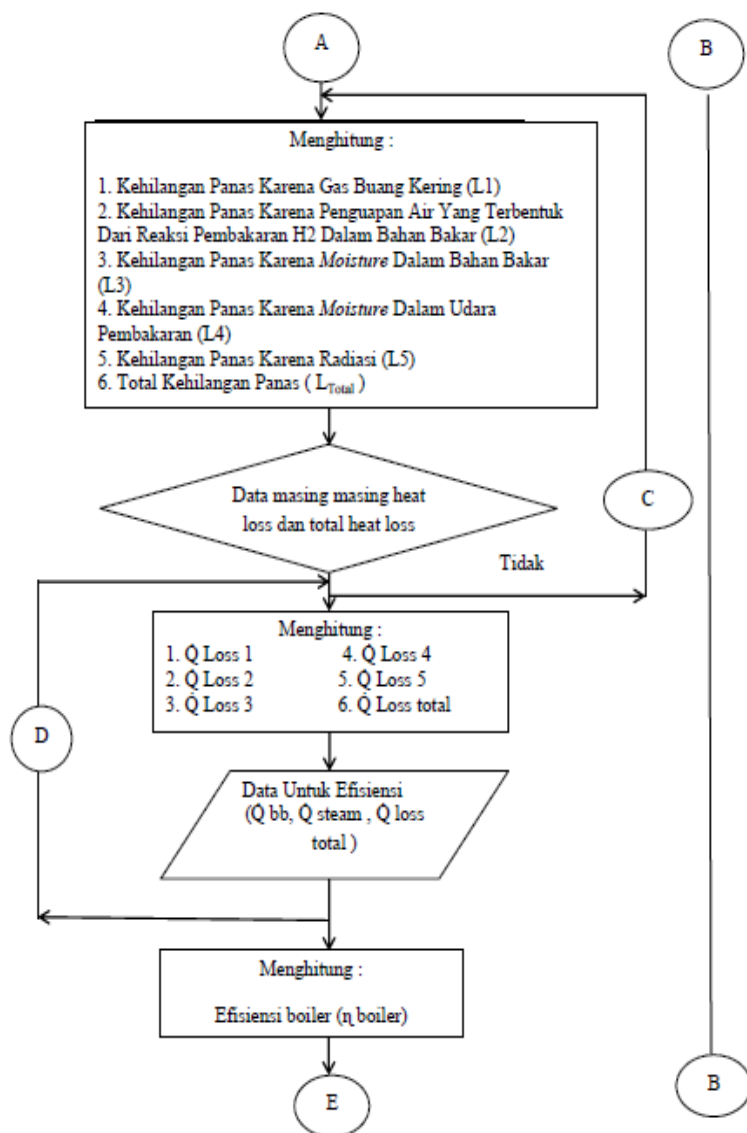 A
B
Menghitung :
1. Kehilangan Panas Karena Gas Buang Kering (L1)
2. Kehilangan Panas Karena Penguapan Air Yang Terbentuk
Dari Reaksi Pembakaran H2 Dalam Bahan Bakar (L2)
3. Kehilangan Panas Karena Moisture Dalam Bahan Bakar
(L3)
4. Kehilangan Panas Karena Moisture Dalam Udara
Pembakaran (L4)
5. Kehilangan Panas Karena Radiasi (L5)
6. Total Kehilangan Panas ( LTotal )
Data masing masing heat
loss dan total heat loss
C
Tidak
Menghitung :
1. Q̇ Loss 1 4. Q̇ Loss 4
2. Q̇ Loss 2 5. Q̇ Loss 5
3. Q̇ Loss 3 6. Q̇ Loss total
D
Data Untuk Efisiensi
(Q̇ bb, Q̇ steam , Q̇ loss
total )
Menghitung :
Efisiensi boiler (η boiler)
E
B